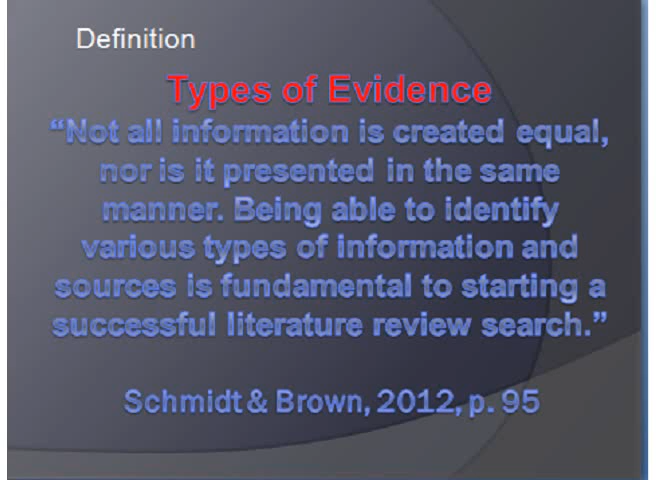 Definition
Types of Evidence
“Not all information is created equal,
nor is it presented in the same
manner. Being able to identify
various types of information and
sources is fundamental to starting a
successful literature review search.”
Schmidt & Brown, 2012, p. 95